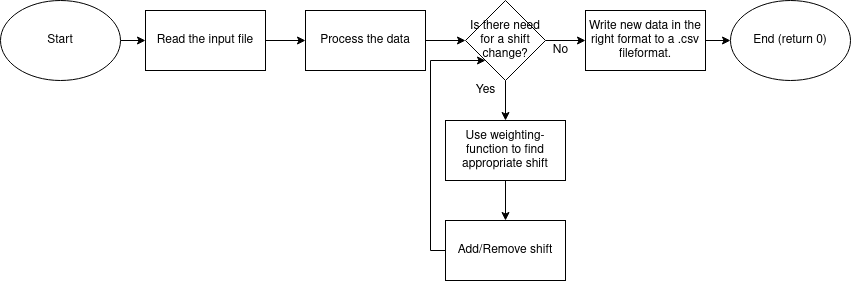 Start
Read the input file
Process the data
Is there need
for a shift
change?
No
Write new data in the
right format to a .csv
fileformat.
End (return 0)
Yes
Use weighting-
function to find
appropriate shift
Add/Remove shift